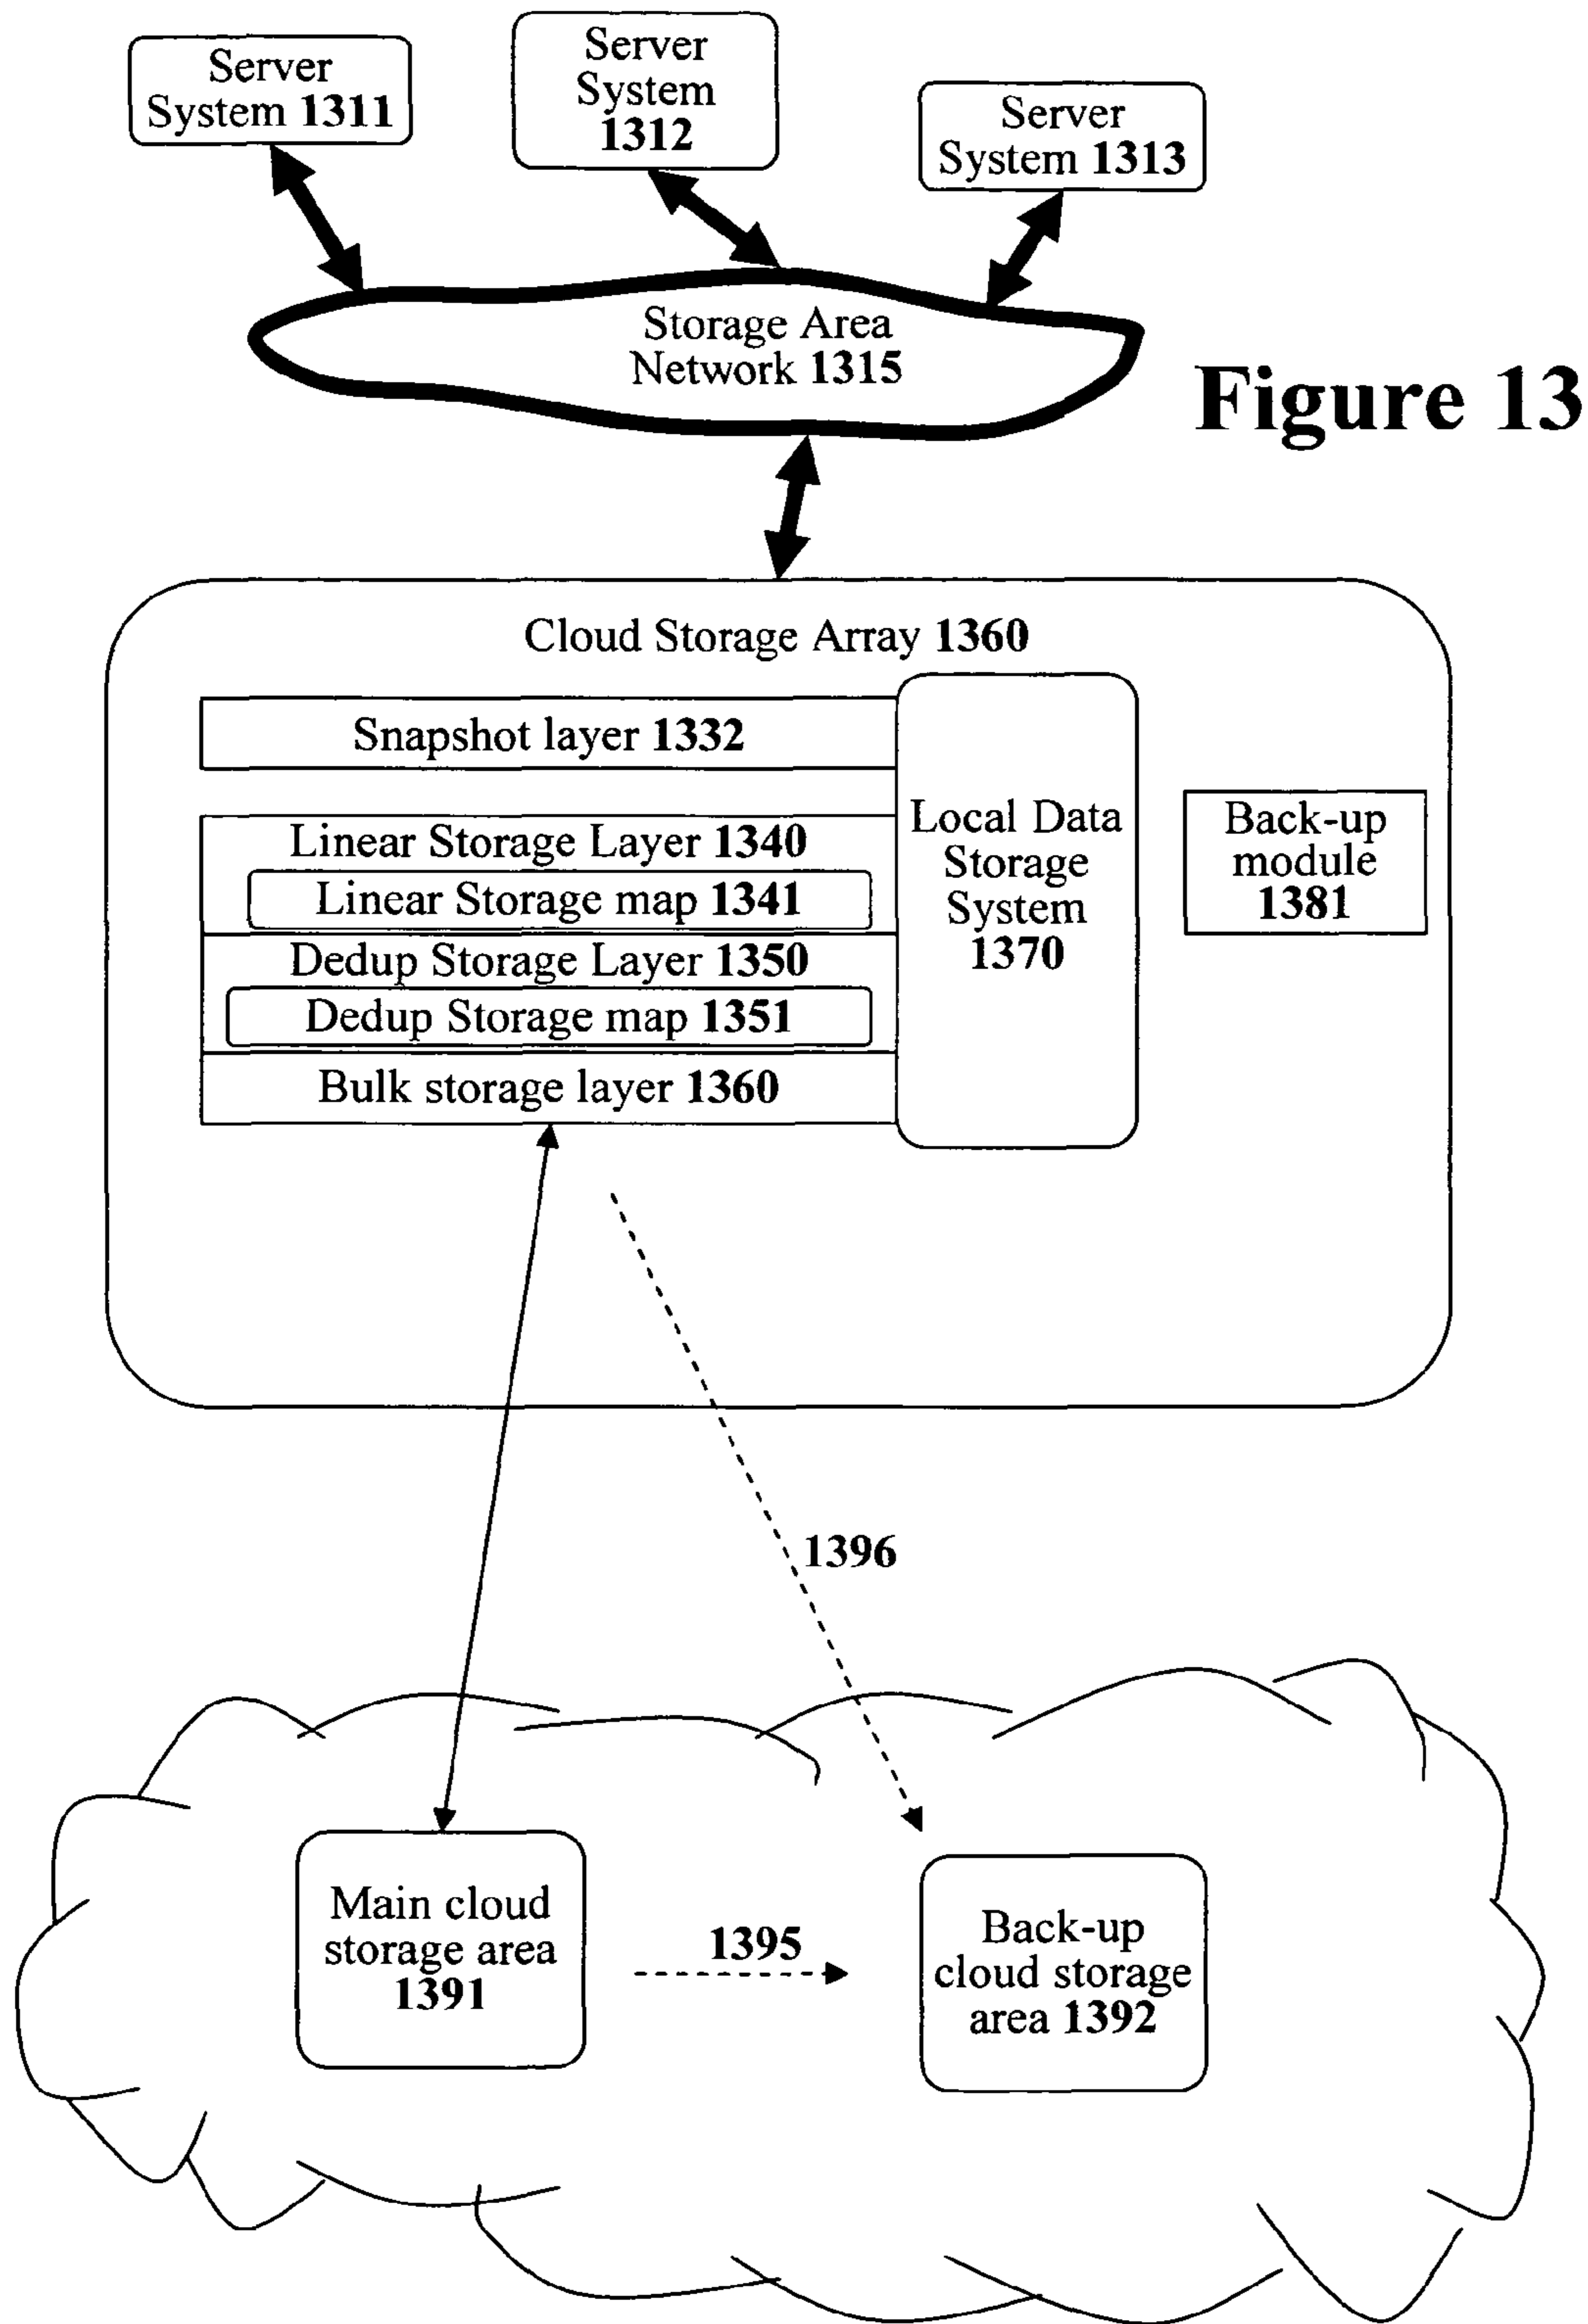 Server
System 1311
Server
System
1312
Server
System 1313
Storage Area
Network 1315
Figure 13
Cloud Storage Array 1360
Snapshot layer 1332
Linear Storage Layer 1340
Linear Storage map 1341
Dedup Storage Layer 1350
Dedup Storage map 1351
Bulk storage layer 1360
Local Data
Storage
System
1370
Back-up
module
1381
1396
Main cloud
storage area
1391
1395
Back-up
cloud storage
area 1392